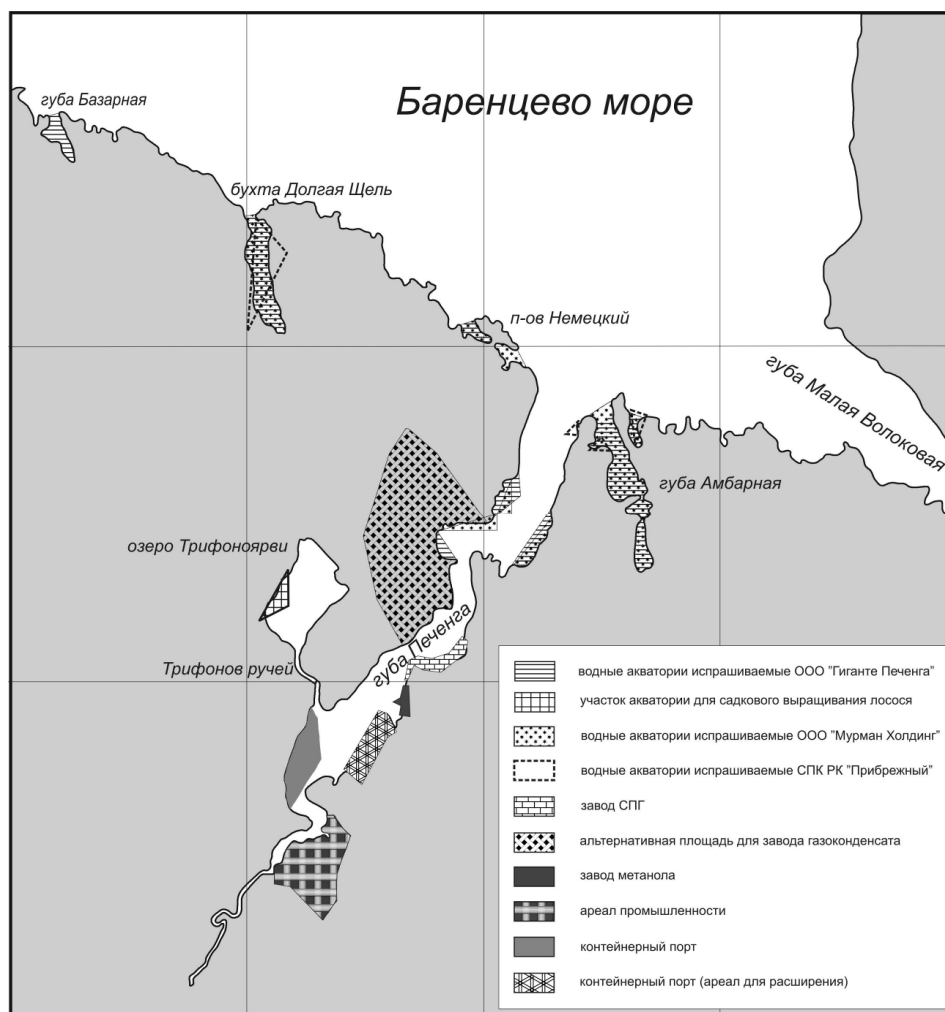 губа Базарная
Баренцево море
бухта Долгая Щель
п-ов Немецкий
губа Малая Волоковая
губа Амбарная
озеро Трифоноярви
губа Печенга
Трифонов ручей
водные акватории испрашиваемые ООО "Гиганте Печенга"
участок акватории для садкового выращивания лосося
водные акватории испрашиваемые ООО "Мурман Холдинг"
водные акватории испрашиваемые СПК РК "Прибрежный"
завод СПГ
альтернативная площадь для завода газоконденсата
завод метанола
ареал промышленности
контейнерный порт
контейнерный порт (ареал для расширения)